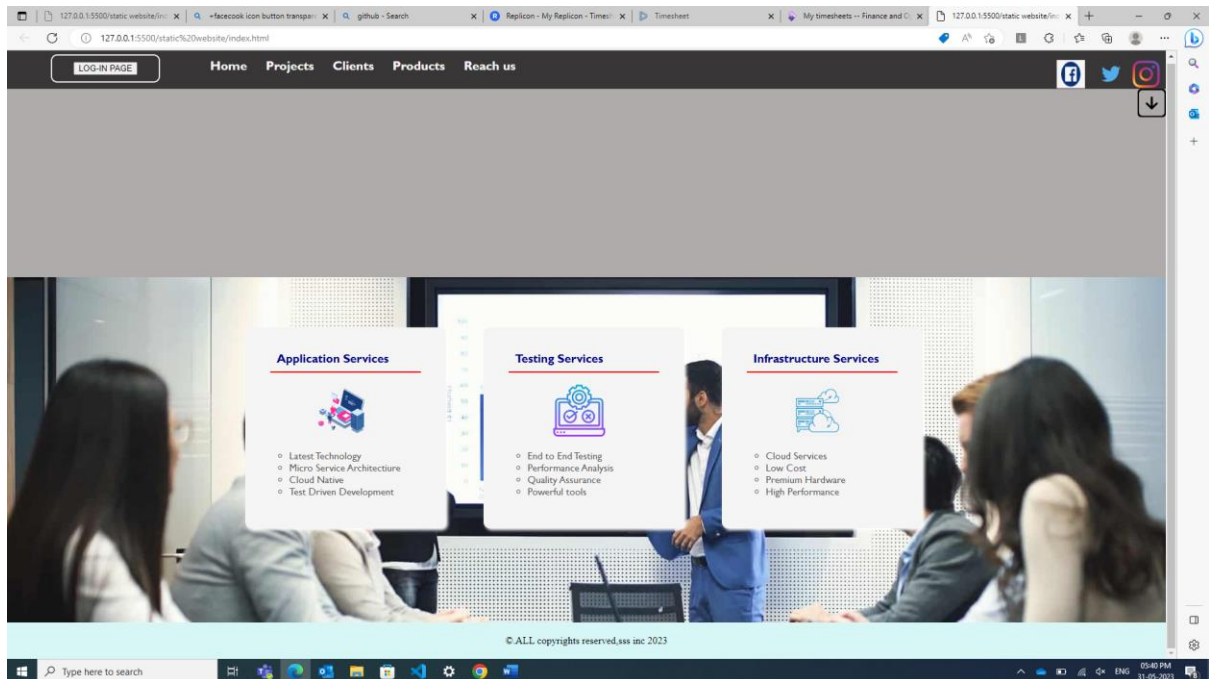 127.0.0.1:5500/static website/inc
+facecook icon button transpare
github - Search
Replicon - My Replicon - Timesh
Timesheet
My timesheets -- Finance and O
127.0.0.1:5500/static website/inc
127.0.0.1:5500/static%20website/index.html
LOG-IN PAGE
Home Projects Clients Products Reach us
Application Services
Latest Technology
Micro Service Architectiure
Cloud Native
Test Driven Development
Testing Services
End to End Testing
Performance Analysis
Quality Assurance
Powerful tools
Infrastructure Services
Cloud Services
Low Cost
Premium Hardware
High Performance
©.ALL copyrights reserved,sss inc 2023
Type here to search
ENG
05:40 PM
31-05-2023